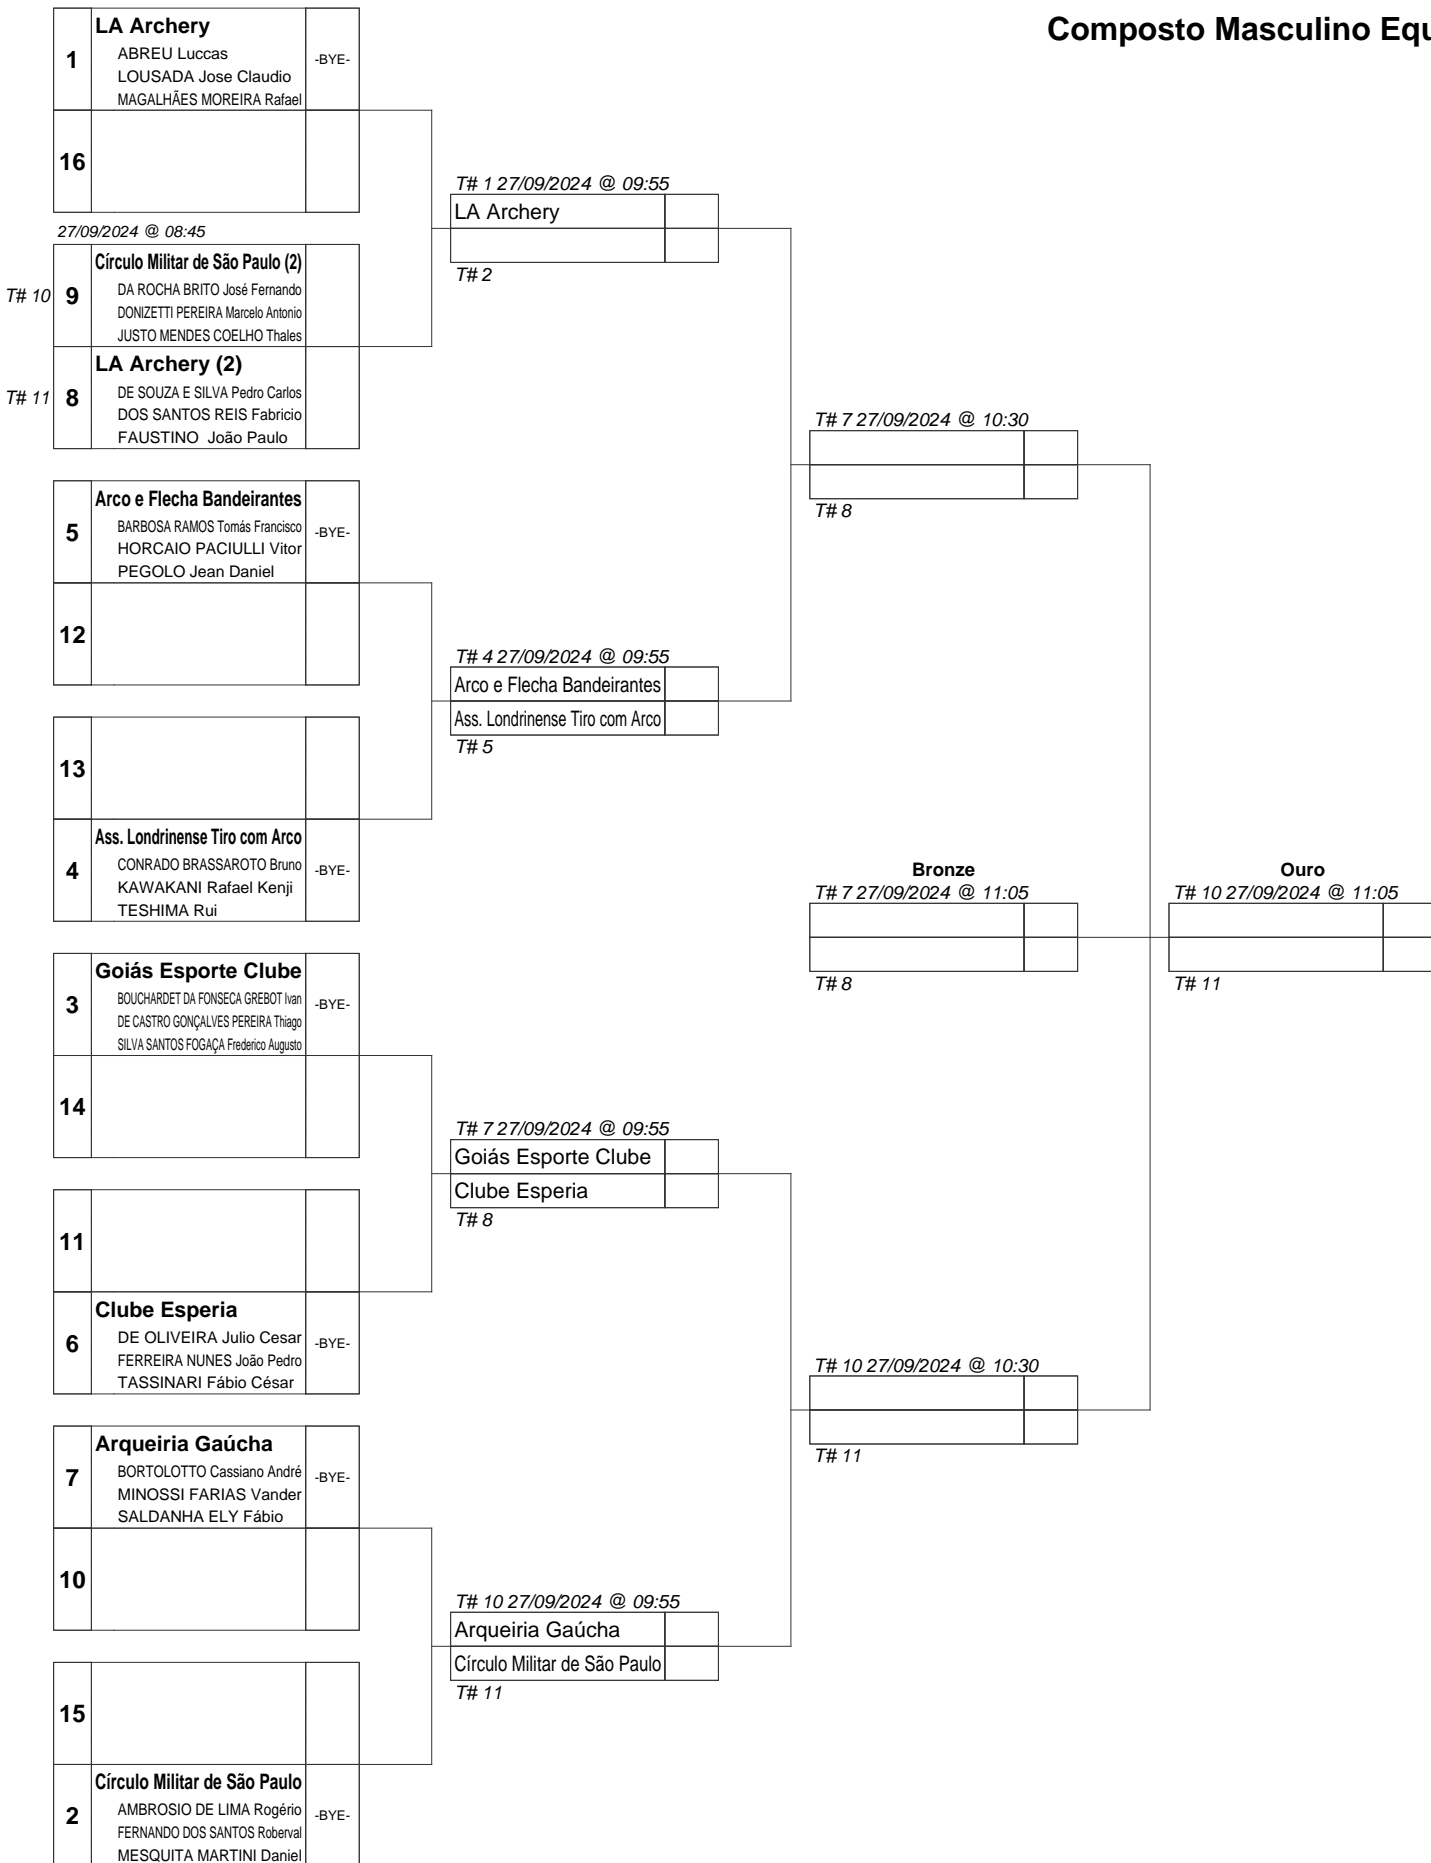 Composto Masculino Equ
LA Archery
1
ABREU Luccas
LOUSADA Jose Claudio
MAGALHÃES MOREIRA Rafael
-BYE-
16
27/09/2024 @ 08:45
T# 10
9
Círculo Militar de São Paulo (2)
DA ROCHA BRITO José Fernando
DONIZETTI PEREIRA Marcelo Antonio
JUSTO MENDES COELHO Thales
T# 11
8
LA Archery (2)
DE SOUZA E SILVA Pedro Carlos
DOS SANTOS REIS Fabricio
FAUSTINO João Paulo
5
Arco e Flecha Bandeirantes
BARBOSA RAMOS Tomás Francisco
HORCAIO PACIULLI Vitor
PEGOLO Jean Daniel
-BYE-
12
13
4
Ass. Londrinense Tiro com Arco
CONRADO BRASSAROTO Bruno
KAWAKANI Rafael Kenji
TESHIMA Rui
-BYE-
3
Goiás Esporte Clube
BOUCHARDET DA FONSECA GREBOT Ivan
DE CASTRO GONÇALVES PEREIRA Thiago
SILVA SANTOS FOGAÇA Frederico Augusto
-BYE-
14
11
6
Clube Esperia
DE OLIVEIRA Julio Cesar
FERREIRA NUNES João Pedro
TASSINARI Fábio César
-BYE-
7
Arqueiria Gaúcha
BORTOLOTTO Cassiano André
MINOSSI FARIAS Vander
SALDANHA ELY Fábio
-BYE-
10
15
2
Círculo Militar de São Paulo
AMBROSIO DE LIMA Rogério
FERNANDO DOS SANTOS Roberval
MESQUITA MARTINI Daniel
-BYE-
T# 1 27/09/2024 @ 09:55
LA Archery
T# 2
T# 4 27/09/2024 @ 09:55
Arco e Flecha Bandeirantes
Ass. Londrinense Tiro com Arco
T# 5
T# 7 27/09/2024 @ 09:55
Goiás Esporte Clube
Clube Esperia
T# 8
T# 10 27/09/2024 @ 09:55
Arqueiria Gaúcha
Círculo Militar de São Paulo
T# 11
T# 7 27/09/2024 @ 10:30
T# 8
Bronze
T# 7 27/09/2024 @ 11:05
T# 8
T# 10 27/09/2024 @ 10:30
T# 11
Ouro
T# 10 27/09/2024 @ 11:05
T# 11